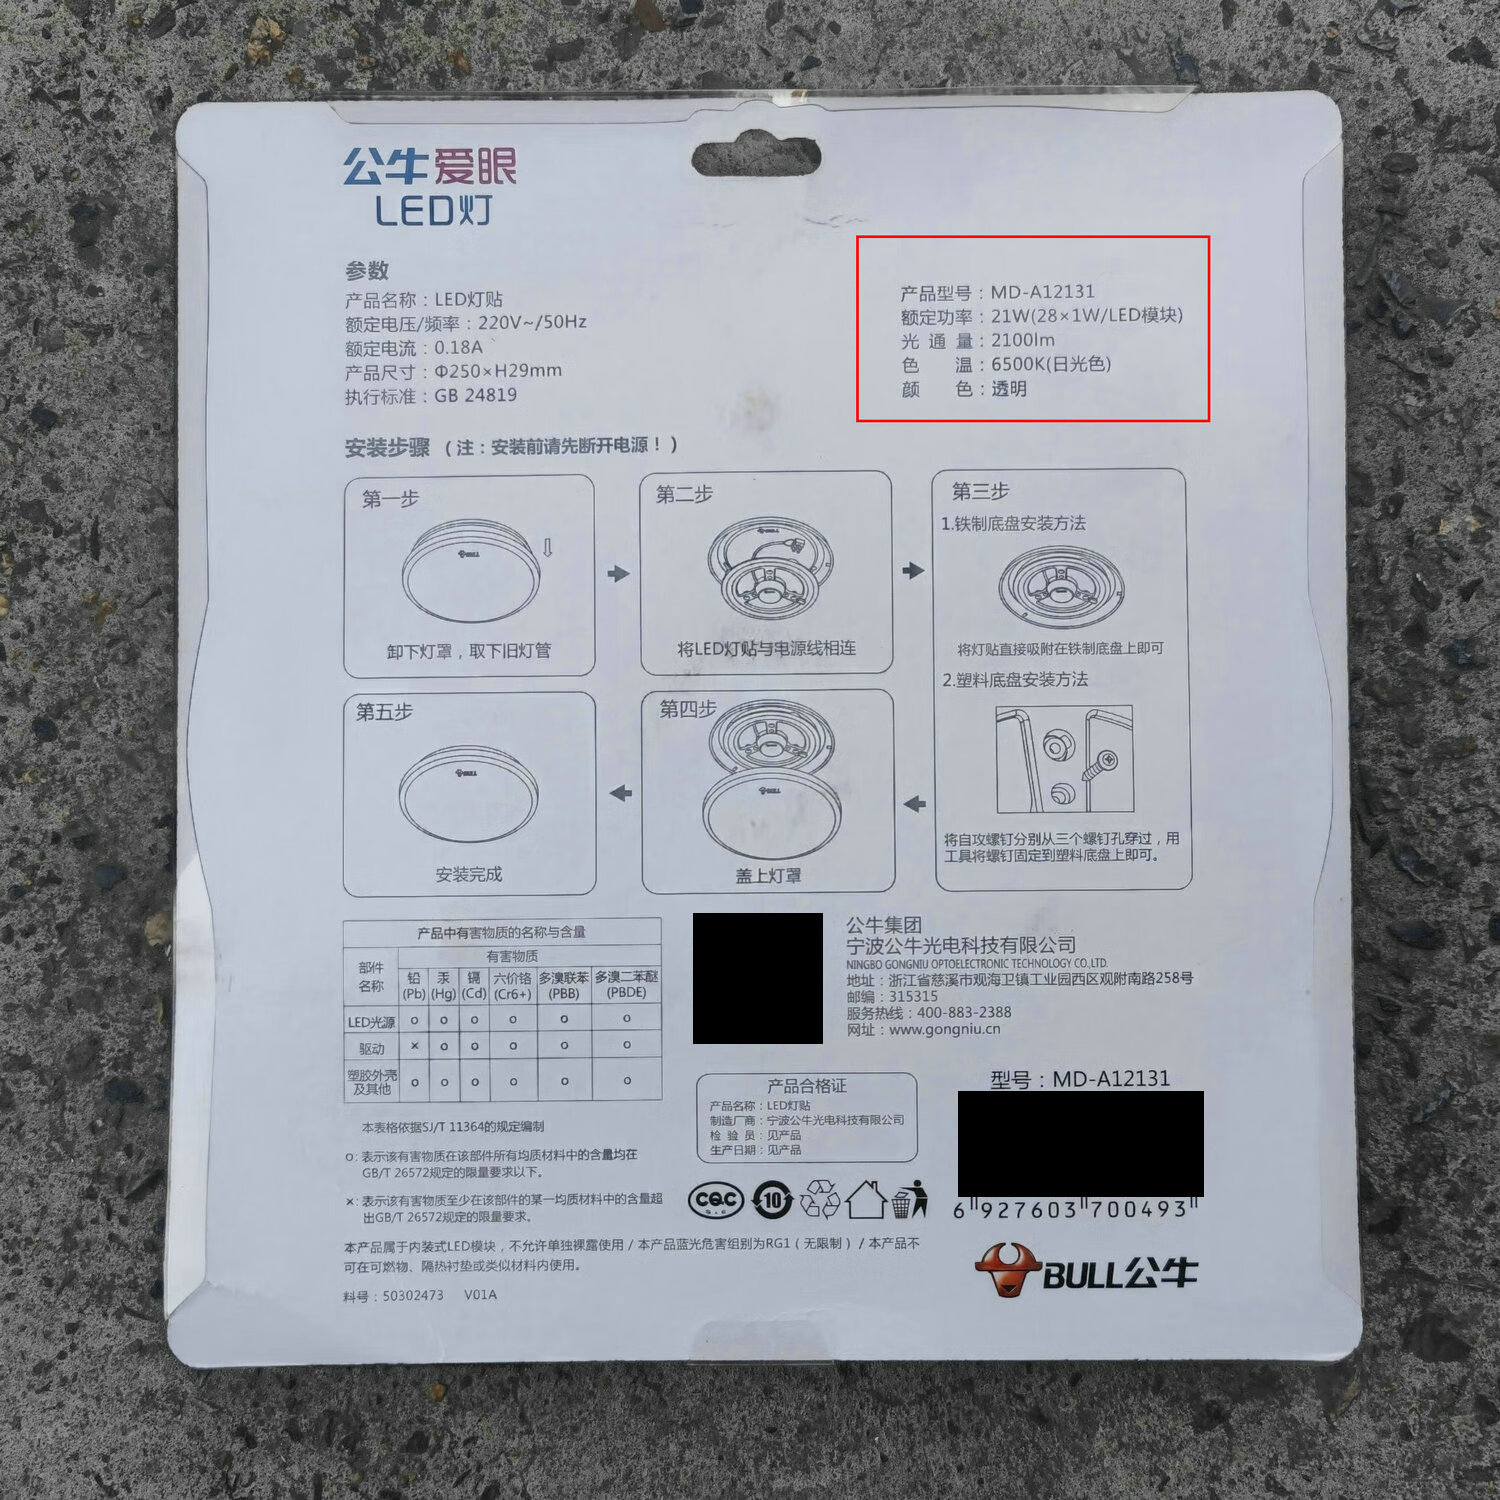 公牛爱眼
LED灯
参数
产品名称：LED灯贴
额定电压/频率：220V~/50Hz
额定电流：0.18A
产品尺寸：Φ250×H29mm
执行标准：GB 24819
产品型号：MD-A12131
额定功率：21W(28×1W/LED模块)
光通量：2100lm
色温：6500K(日光色)
颜色：透明
安装步骤（注：安装前请先断开电源！）
第一步
BULL
卸下灯罩，取下旧灯管
第二步
BULL
将LED灯贴与电源线相连
第三步
1.铁制底盘安装方法
将灯贴直接吸附在铁制底盘上即可
2.塑料底盘安装方法
将自攻螺钉分别从三个螺钉孔穿过，用
工具将螺钉固定到塑料底盘上即可。
第四步
BULL
盖上灯罩
第五步
BULL
安装完成
产品中有害物质的名称与含量
部件名称 有害物质
铅(Pb) 汞(Hg) 镉(Cd) 六价铬(Cr6+) 多溴联苯(PBB) 多溴二苯醚(PBDE)
LED光源 o o o o o o
驱动 × o o o o o
塑胶外壳及其他 o o o o o o
本表格依据SJ/T 11364的规定编制
o：表示该有害物质在该部件所有均质材料中的含量均在
GB/T 26572规定的限量要求以下。
×：表示该有害物质至少在该部件的某一均质材料中的含量超
出GB/T 26572规定的限量要求。
本产品属于内装式LED模块，不允许单独裸露使用 / 本产品蓝光危害组别为RG1（无限制）/ 本产品不
可在可燃物、隔热衬垫或类似材料内使用。
料号：50302473 V01A
公牛集团
宁波公牛光电科技有限公司
NINGBO GONGNIU OPTOELECTRONIC TECHNOLOGY CO.,LTD.
地址：浙江省慈溪市观海卫镇工业园西区观附南路258号
邮编：315315
服务热线：400-883-2388
网址：www.gongniu.cn
产品合格证
产品名称：LED灯贴
制造厂商：宁波公牛光电科技有限公司
检验员：见产品
生产日期：见产品
CQC
10
型号：MD-A12131
6 927603 700493
BULL公牛